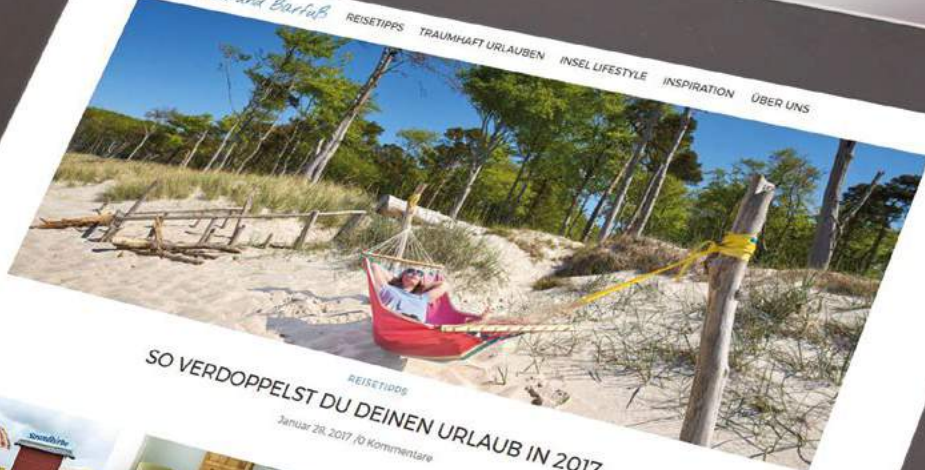 und Barfuß
REISETIPPS TRAUMHAFT URLAUBEN INSEL LIFESTYLE INSPIRATION ÜBER UNS
REISETIPPS
SO VERDOPPELST DU DEINEN URLAUB IN 2017
Januar 28, 2017 /0 Kommentare